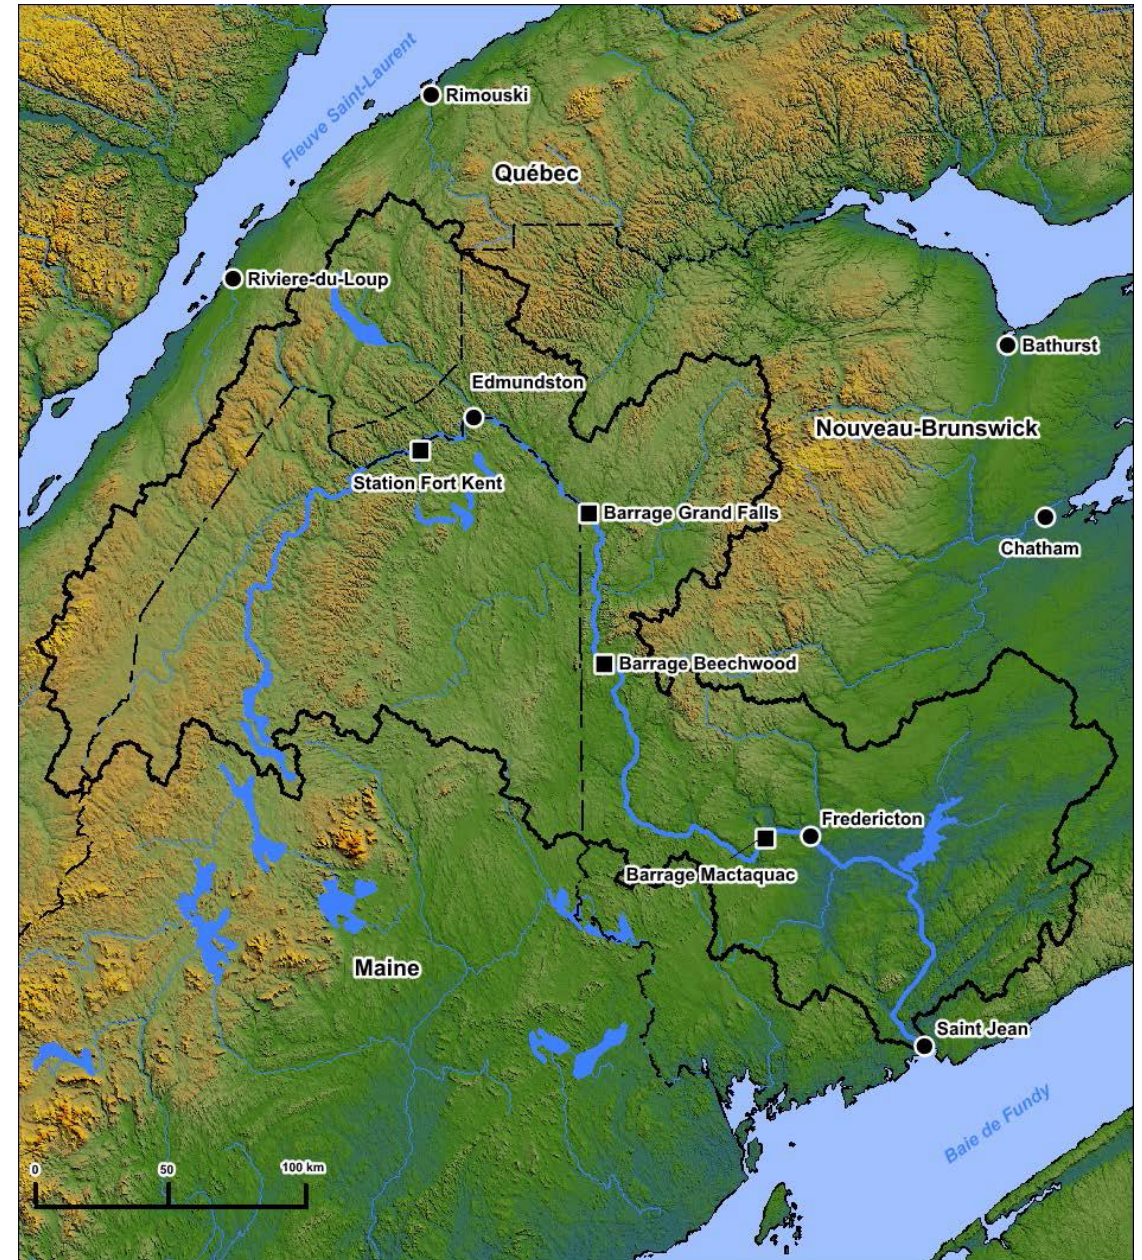 Fleuve Saint-Laurent
Rimouski
Québec
Riviere-du-Loup
Bathurst
Edmundston
Nouveau-Brunswick
Station Fort Kent
Barrage Grand Falls
Chatham
Barrage Beechwood
Fredericton
Barrage Mactaquac
Maine
Saint Jean
Baie de Fundy
0 50 100 km